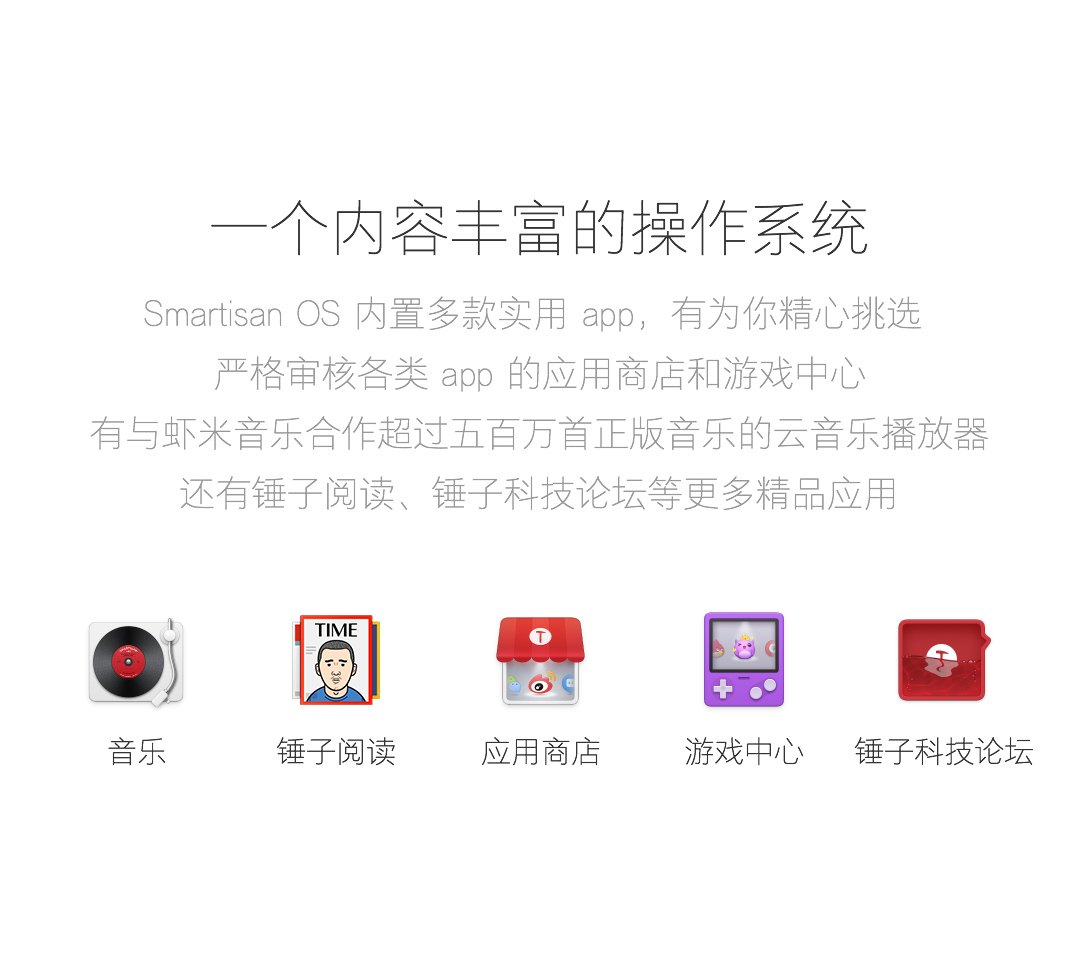 一个内容丰富的操作系统
Smartisan OS 内置多款实用 app，有为你精心挑选
严格审核各类 app 的应用商店和游戏中心
有与虾米音乐合作超过五百万首正版音乐的云音乐播放器
还有锤子阅读、锤子科技论坛等更多精品应用
TIME
音乐
锤子阅读
应用商店
游戏中心
锤子科技论坛